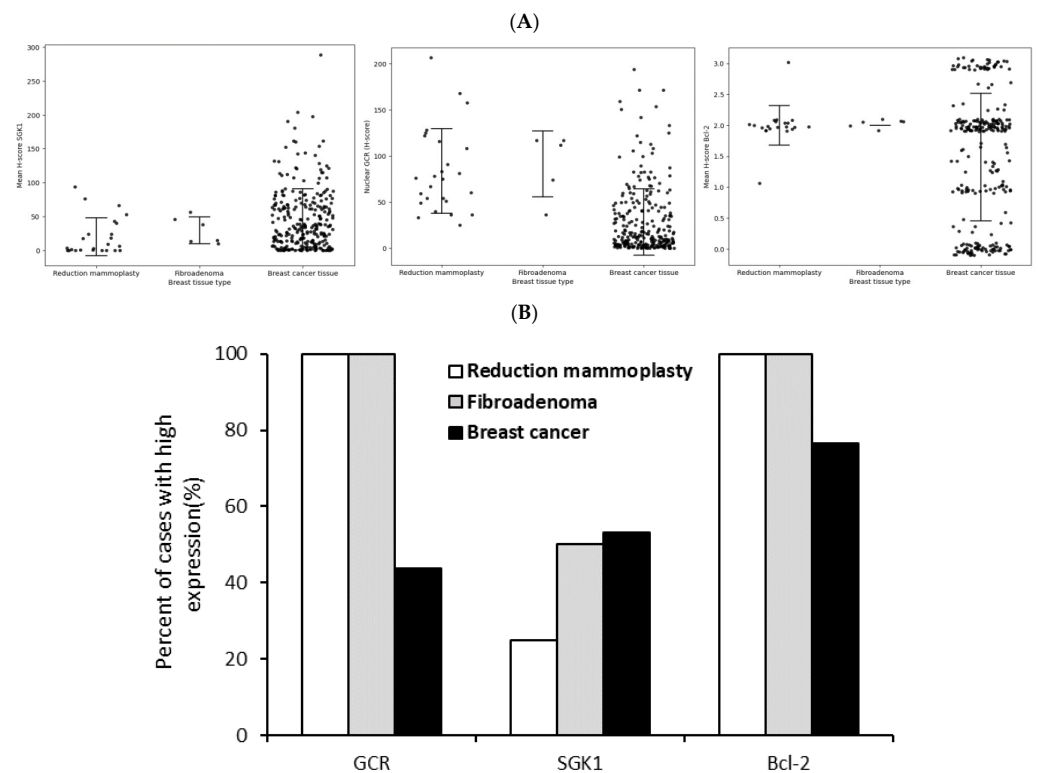 (A)
Mean H-score SGK1
300
250
200
150
100
50
0
Reduction mammoplasty
Fibroadenoma
Breast cancer tissue
Breast tissue type
Nuclear GCR (H-score)
200
150
100
50
0
Reduction mammoplasty
Fibroadenoma
Breast cancer tissue
Breast tissue type
Mean H-score Bcl-2
3.0
2.5
2.0
1.5
1.0
0.5
0.0
Reduction mammoplasty
Fibroadenoma
Breast cancer tissue
Breast tissue type
(B)
Percent of cases with high
expression(%)
100
80
60
40
20
0
Reduction mammoplasty
Fibroadenoma
Breast cancer
GCR
SGK1
Bcl-2